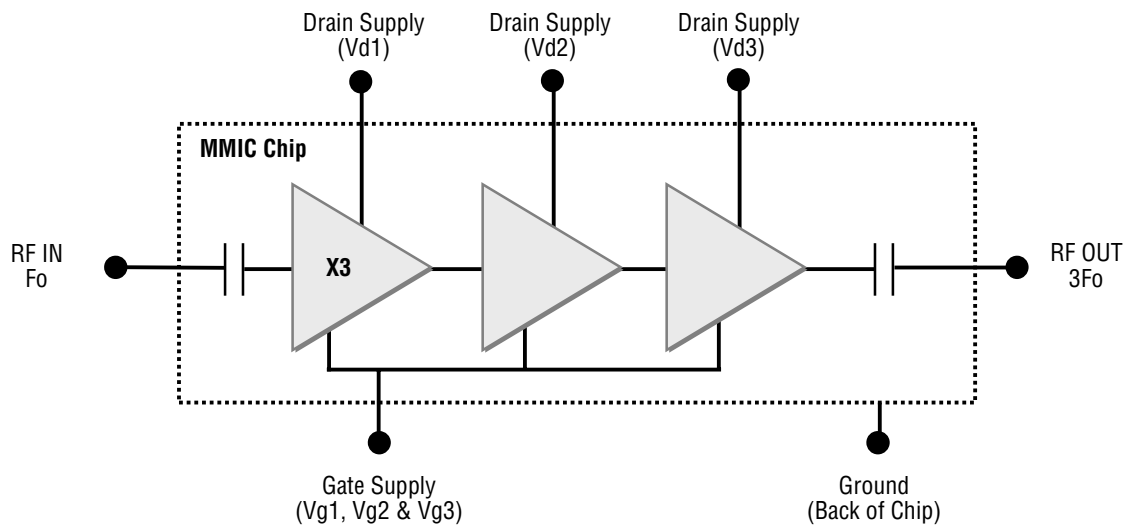 Drain Supply
(Vd1)
Drain Supply
(Vd2)
Drain Supply
(Vd3)
MMIC Chip
RF IN
Fo
X3
RF OUT
3Fo
Gate Supply
(Vg1, Vg2 & Vg3)
Ground
(Back of Chip)